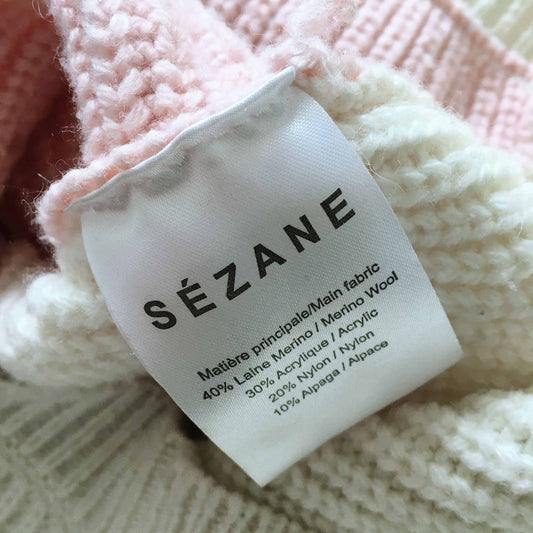 SÉZANE
Matière principale/Main fabric
40% Laine Merino / Merino Wool
30% Acrylique / Acrylic
20% Nylon / Nylon
10% Alpaga / Alpace